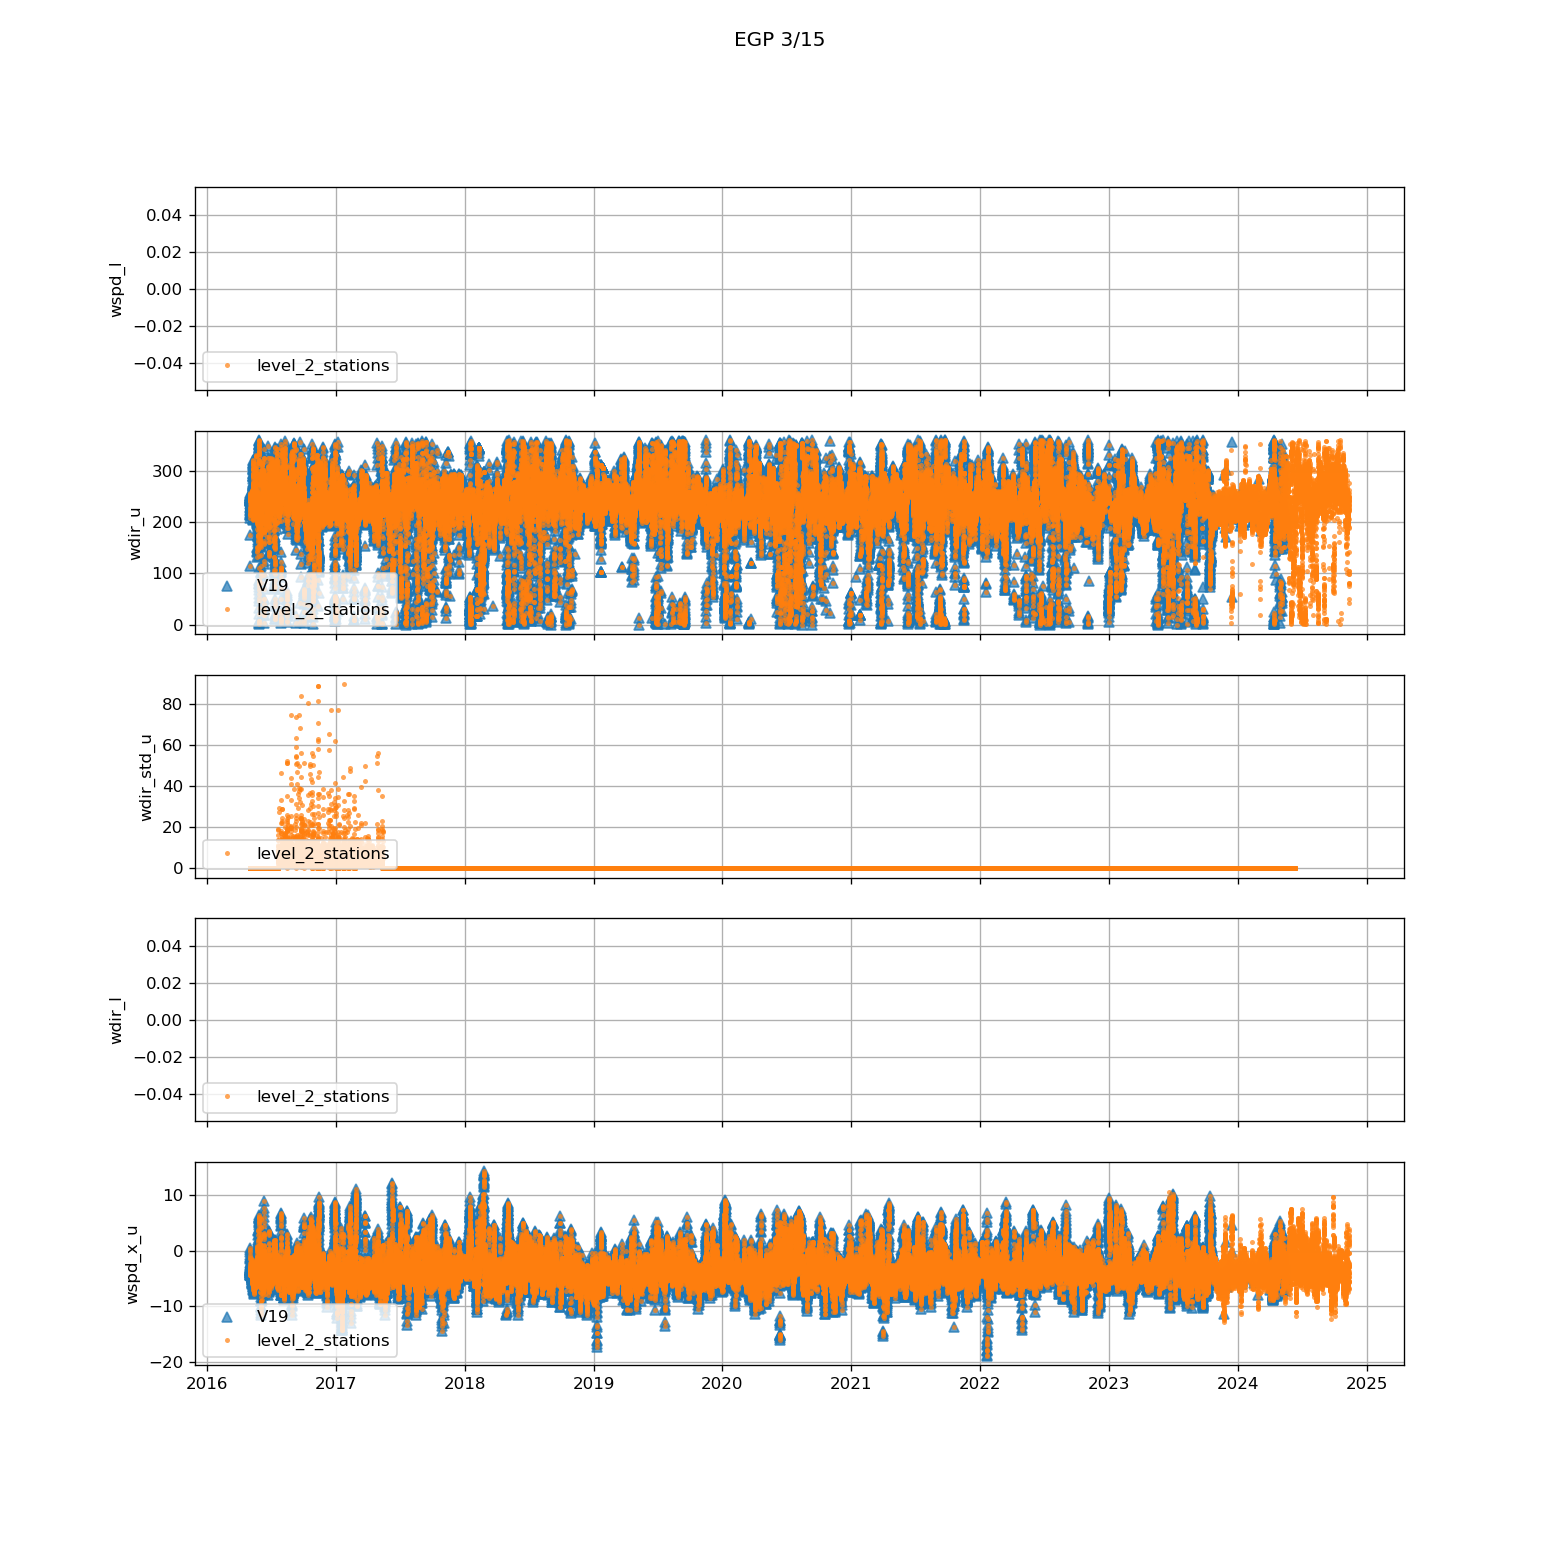 EGP 3/15
wspd_l
0.04
0.02
0.00
−0.02
−0.04
level_2_stations
wdir_u
300
200
100
0
V19
level_2_stations
wdir_std_u
80
60
40
20
0
level_2_stations
wdir_l
0.04
0.02
0.00
−0.02
−0.04
level_2_stations
wspd_x_u
10
0
−10
−20
V19
level_2_stations
2016 2017 2018 2019 2020 2021 2022 2023 2024 2025